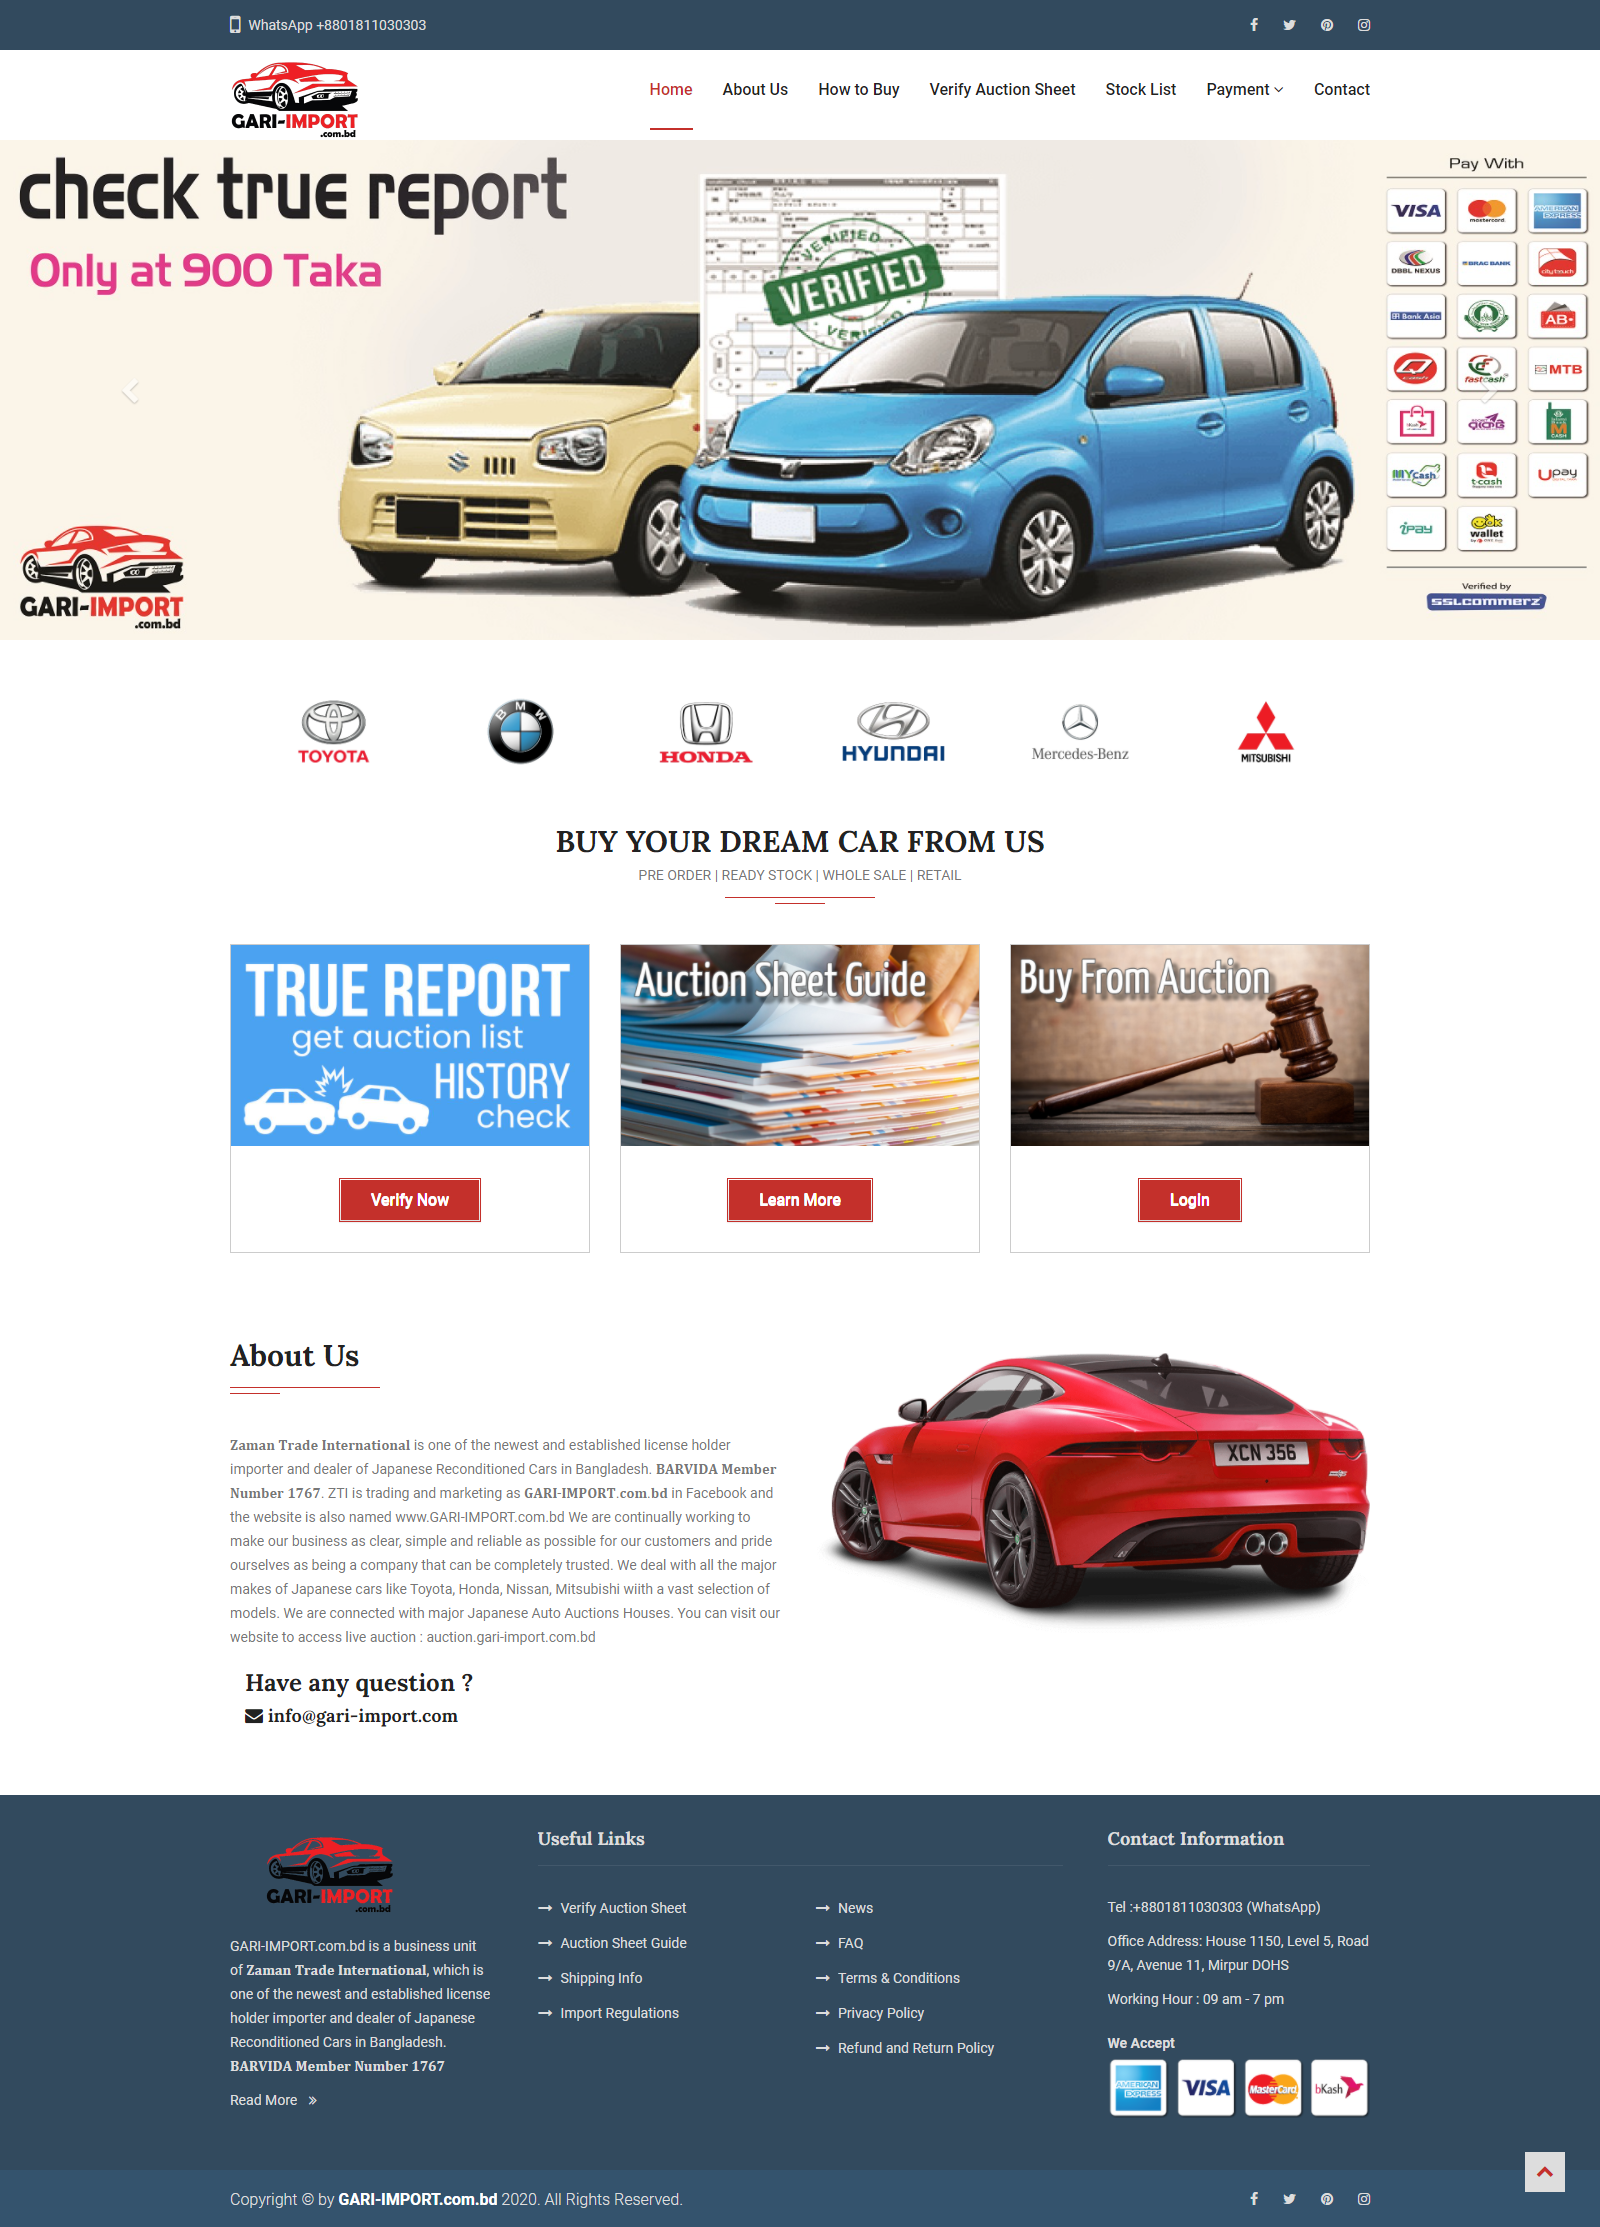 WhatsApp +8801811030303
GARI-IMPORT
.com.bd
Home About Us How to Buy Verify Auction Sheet Stock List Payment Contact
check true report
Only at 900 Taka
VERIFIED
VERIFIED
Pay With
VISA mastercard AMERICAN EXPRESS
DBBL NEXUS BRAC BANK citytouch
Bank Asia AB
fastcash MTB
bKash
M CASH
MYCash t-cash Upay
ipay OK wallet
Verified by
SSLCOMMERZ
GARI-IMPORT
.com.bd
TOYOTA BMW HONDA HYUNDAI Mercedes-Benz MITSUBISHI
BUY YOUR DREAM CAR FROM US
PRE ORDER | READY STOCK | WHOLE SALE | RETAIL
TRUE REPORT
get auction list
HISTORY
check
Verify Now
Auction Sheet Guide
Learn More
Buy From Auction
Login
About Us
Zaman Trade International is one of the newest and established license holder
importer and dealer of Japanese Reconditioned Cars in Bangladesh. BARVIDA Member
Number 1767. ZTI is trading and marketing as GARI-IMPORT.com.bd in Facebook and
the website is also named www.GARI-IMPORT.com.bd We are continually working to
make our business as clear, simple and reliable as possible for our customers and pride
ourselves as being a company that can be completely trusted. We deal with all the major
makes of Japanese cars like Toyota, Honda, Nissan, Mitsubishi wiith a vast selection of
models. We are connected with major Japanese Auto Auctions Houses. You can visit our
website to access live auction : auction.gari-import.com.bd
XCN 356
Have any question ?
info@gari-import.com
GARI-IMPORT
.com.bd
GARI-IMPORT.com.bd is a business unit
of Zaman Trade International, which is
one of the newest and established license
holder importer and dealer of Japanese
Reconditioned Cars in Bangladesh.
BARVIDA Member Number 1767
Read More »
Useful Links
Verify Auction Sheet
Auction Sheet Guide
Shipping Info
Import Regulations
News
FAQ
Terms & Conditions
Privacy Policy
Refund and Return Policy
Contact Information
Tel :+8801811030303 (WhatsApp)
Office Address: House 1150, Level 5, Road
9/A, Avenue 11, Mirpur DOHS
Working Hour : 09 am - 7 pm
We Accept
AMERICAN EXPRESS VISA MasterCard bKash
Copyright © by GARI-IMPORT.com.bd 2020. All Rights Reserved.